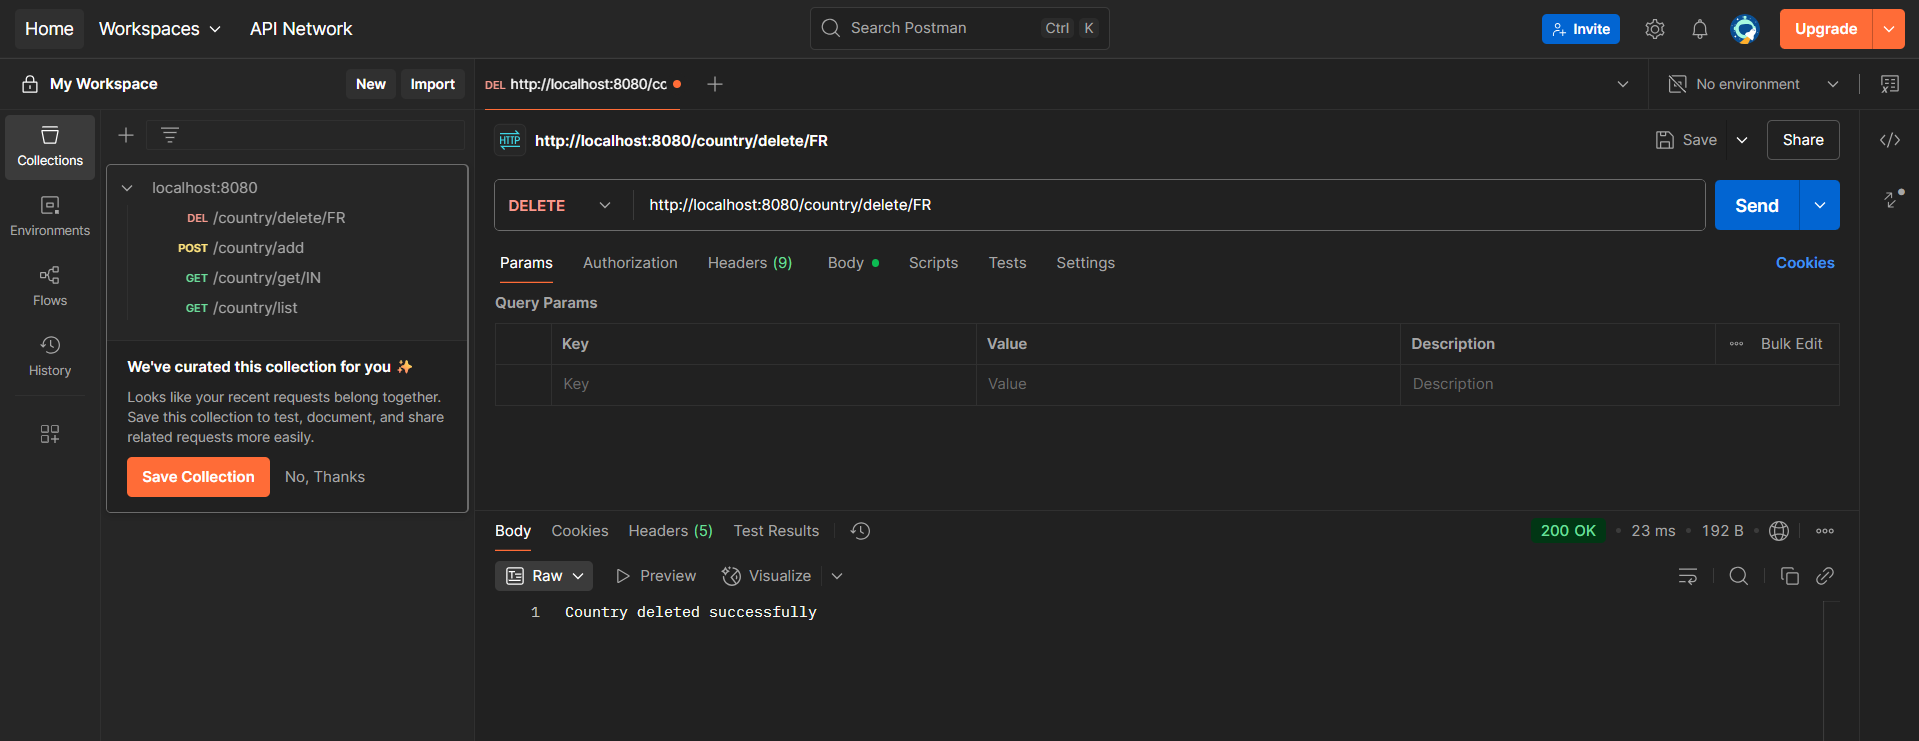 Home Workspaces API Network Search Postman Ctrl K Invite Upgrade
My Workspace New Import DEL http://localhost:8080/cc No environment
Collections
Environments
Flows
History
localhost:8080
DEL /country/delete/FR
POST /country/add
GET /country/get/IN
GET /country/list
We've curated this collection for you ✨
Looks like your recent requests belong together.
Save this collection to test, document, and share
related requests more easily.
Save Collection No, Thanks
HTTP http://localhost:8080/country/delete/FR Save Share
DELETE http://localhost:8080/country/delete/FR Send
Params Authorization Headers (9) Body Scripts Tests Settings Cookies
Query Params
Key Value Description Bulk Edit
Key Value Description
Body Cookies Headers (5) Test Results 200 OK 23 ms 192 B
Raw Preview Visualize
1 Country deleted successfully